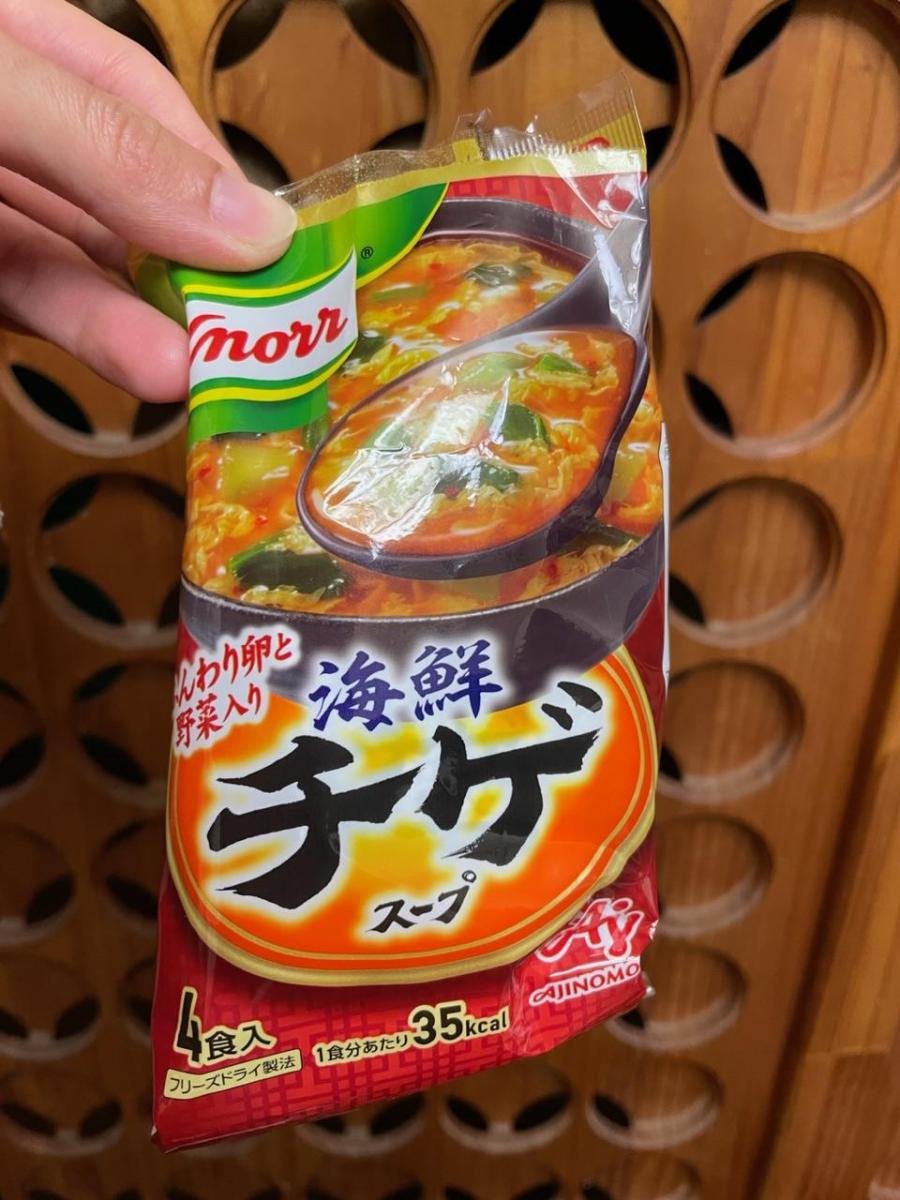 Knorr
®
ふんわり卵と
野菜入り
海鮮
チゲ
スープ
Aji
AJINOMO
4食入
1食分あたり35kcal
フリーズドライ製法